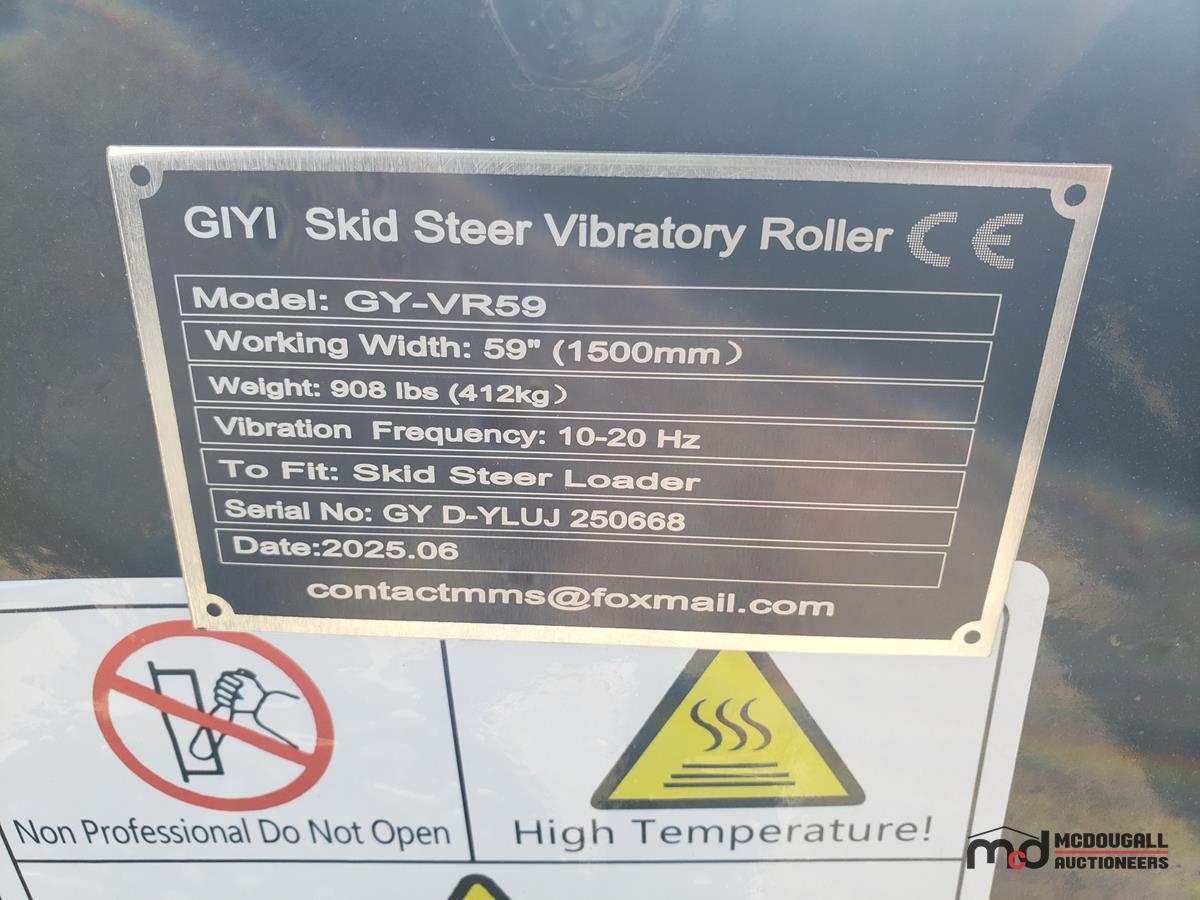 GIYI Skid Steer Vibratory Roller CE
Model: GY-VR59
Working Width: 59" (1500mm）
Weight: 908 lbs (412kg）
Vibration Frequency: 10-20 Hz
To Fit: Skid Steer Loader
Serial No: GY D-YLUJ 250668
Date:2025.06
contactmms@foxmail.com
Non Professional Do Not Open
High Temperature!
mcd MCDOUGALL
AUCTIONEERS